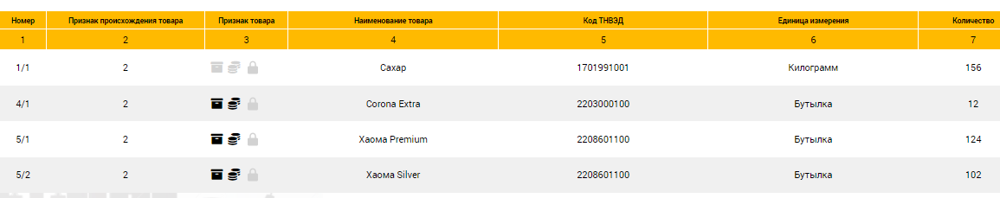 Номер Признак происхождения товара Признак товара Наименование товара Код ТНВЭД Единица измерения Количество
1 2 3 4 5 6 7
1/1 2 Сахар 1701991001 Килограмм 156
4/1 2 Corona Extra 2203000100 Бутылка 12
5/1 2 Хаома Premium 2208601100 Бутылка 124
5/2 2 Хаома Silver 2208601100 Бутылка 102